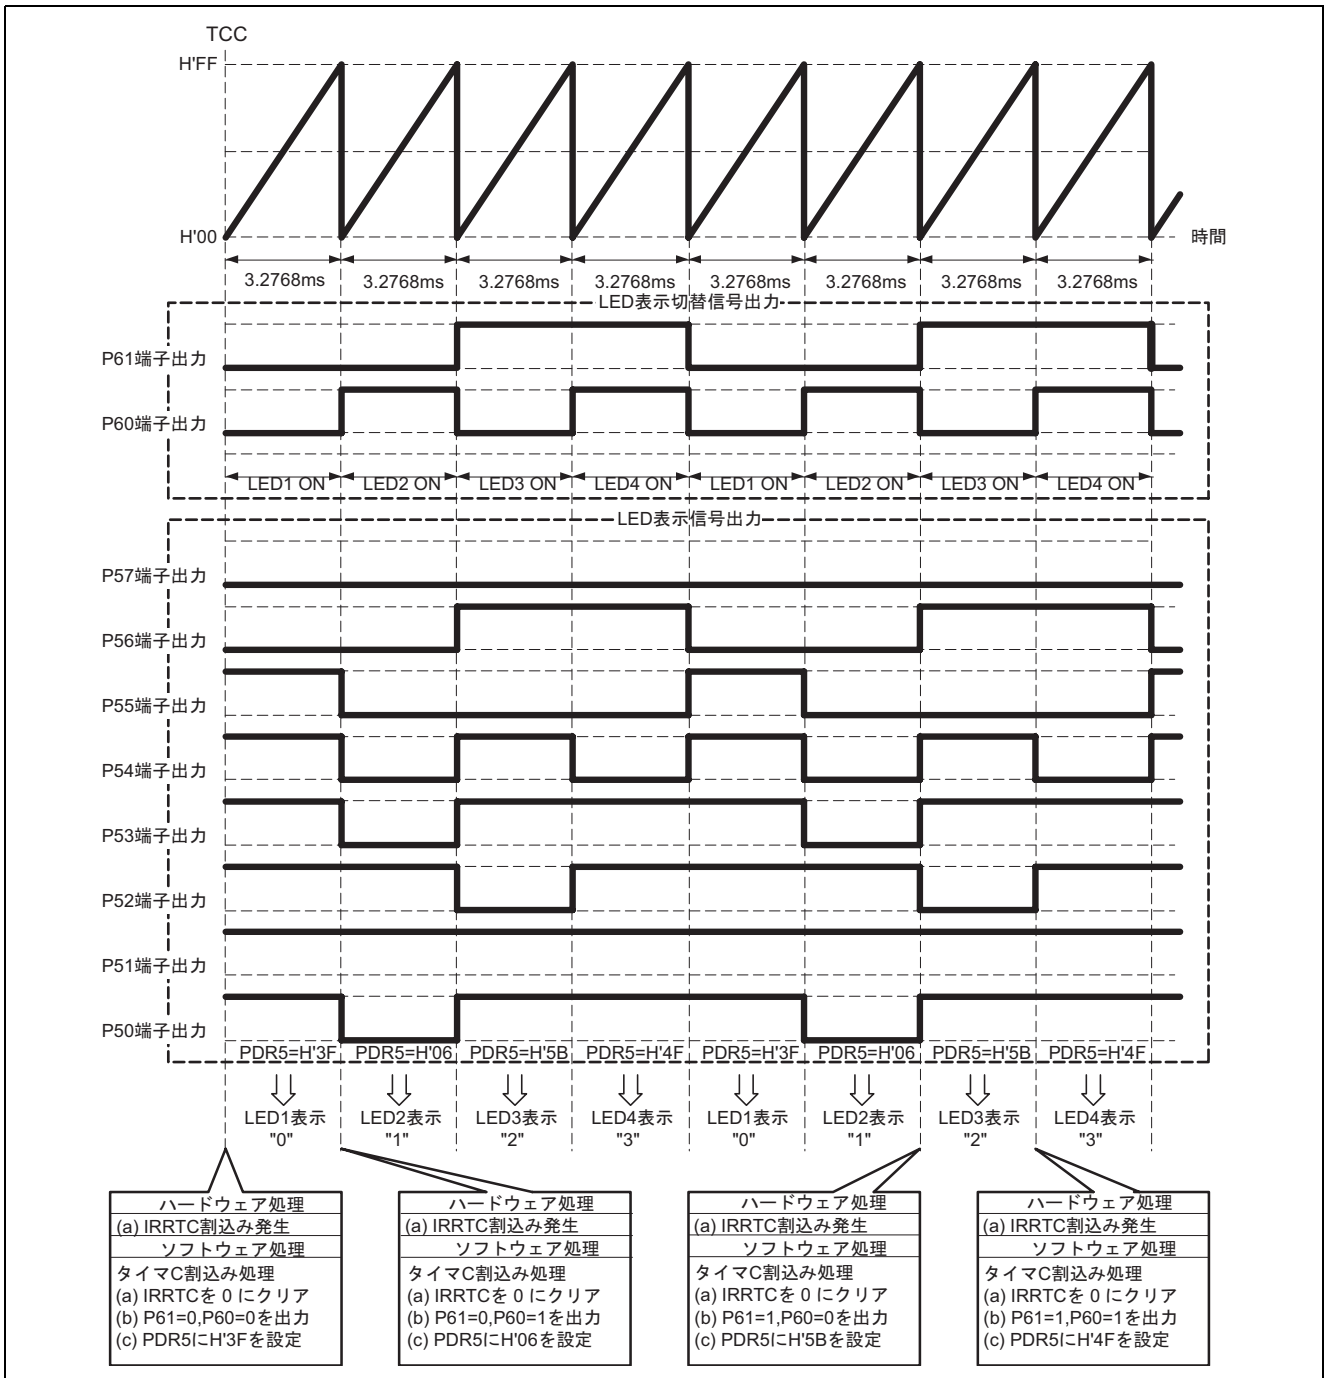 TCC
H'FF
H'00
時間
3.2768ms 3.2768ms 3.2768ms 3.2768ms 3.2768ms 3.2768ms 3.2768ms 3.2768ms
LED表示切替信号出力
P61端子出力
P60端子出力
LED1 ON LED2 ON LED3 ON LED4 ON LED1 ON LED2 ON LED3 ON LED4 ON
LED表示信号出力
P57端子出力
P56端子出力
P55端子出力
P54端子出力
P53端子出力
P52端子出力
P51端子出力
P50端子出力
PDR5=H'3F PDR5=H'06 PDR5=H'5B PDR5=H'4F PDR5=H'3F PDR5=H'06 PDR5=H'5B PDR5=H'4F
LED1表示 LED2表示 LED3表示 LED4表示 LED1表示 LED2表示 LED3表示 LED4表示
"0" "1" "2" "3" "0" "1" "2" "3"
ハードウェア処理
(a) IRRTC割込み発生
ソフトウェア処理
タイマC割込み処理
(a) IRRTCを 0 にクリア
(b) P61=0,P60=0を出力
(c) PDR5にH'3Fを設定
ハードウェア処理
(a) IRRTC割込み発生
ソフトウェア処理
タイマC割込み処理
(a) IRRTCを 0 にクリア
(b) P61=0,P60=1を出力
(c) PDR5にH'06を設定
ハードウェア処理
(a) IRRTC割込み発生
ソフトウェア処理
タイマC割込み処理
(a) IRRTCを 0 にクリア
(b) P61=1,P60=0を出力
(c) PDR5にH'5Bを設定
ハードウェア処理
(a) IRRTC割込み発生
ソフトウェア処理
タイマC割込み処理
(a) IRRTCを 0 にクリア
(b) P61=1,P60=1を出力
(c) PDR5にH'4Fを設定